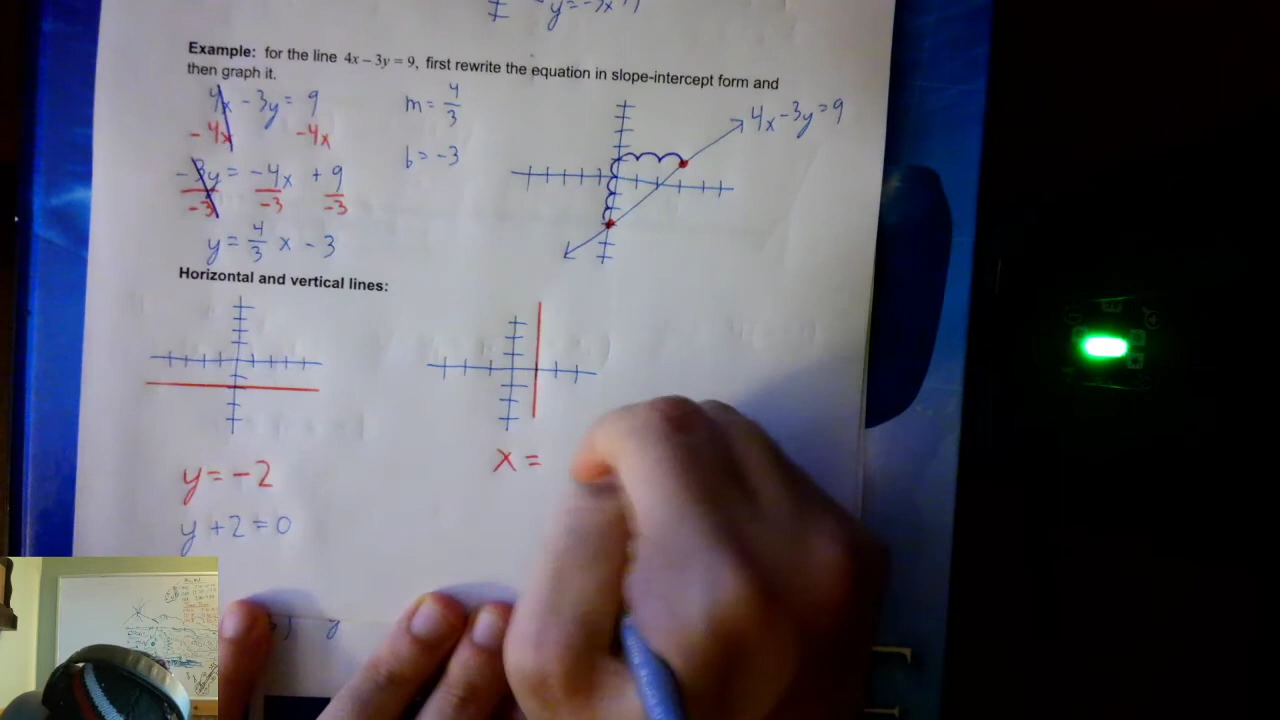 y=-3x+1
Example: for the line 4x – 3y = 9, first rewrite the equation in slope-intercept form and
then graph it.
4x - 3y = 9
- 4x -4x
-3y = -4x + 9
-3 -3 -3
y = 4/3 x - 3
m = 4/3
b = -3
4x-3y=9
Horizontal and vertical lines:
y = -2
y + 2 = 0
x =
y